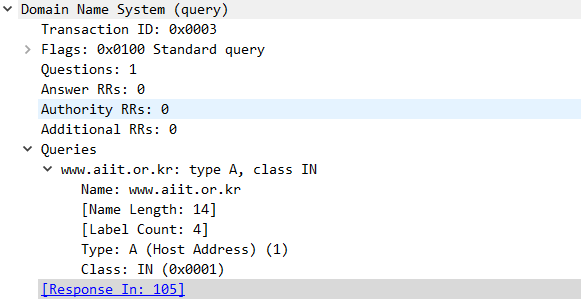 Domain Name System (query)
Transaction ID: 0x0003
Flags: 0x0100 Standard query
Questions: 1
Answer RRs: 0
Authority RRs: 0
Additional RRs: 0
Queries
www.aiit.or.kr: type A, class IN
Name: www.aiit.or.kr
[Name Length: 14]
[Label Count: 4]
Type: A (Host Address) (1)
Class: IN (0x0001)
[Response In: 105]